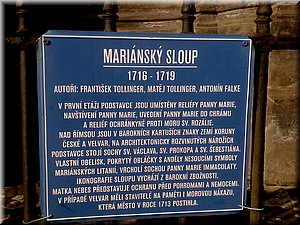 MARIÁNSKÝ SLOUP
1716 - 1719
AUTOŘI: FRANTIŠEK TOLLINGER, MATĚJ TOLLINGER, ANTONÍN FALKE
V PRVNÍ ETÁŽI PODSTAVCE JSOU UMÍSTĚNY RELIÉFY PANNY MARIE,
NAVŠTÍVENÍ PANNY MARIE, UVEDENÍ PANNY MARIE DO CHRÁMU
A RELIÉF OCHRÁNKYNĚ PROTI MORU SV. ROZÁLIE.
NAD ŘÍMSOU JSOU V BAROKNÍCH KARTUŠÍCH ZNAKY ZEMÍ KORUNY
ČESKÉ A VELVAR. NA ARCHITEKTONICKY ROZVINUTÝCH NÁROŽÍCH
PODSTAVCE STOJÍ SOCHY SV. VÁCLAVA, SV. PROKOPA A SV. ŠEBESTIÁNA.
VLASTNÍ OBELISK, POKRYTÝ OBLÁČKY S ANDĚLY NESOUCÍMI SYMBOLY
MARIÁNSKÝCH LITANIÍ, VRCHOLÍ SOCHOU PANNY MARIE IMMACULATY.
IKONOGRAFIE SLOUPU VYCHÁZÍ Z BAROKNÍ ZBOŽNOSTI.
MATKA NEBES PŘEDSTAVUJE OCHRANU PŘED POHROMAMI A NEMOCEMI.
V PŘÍPADĚ VELVAR MĚLI STAVITELÉ NA PAMĚTI I MOROVOU NÁKAZU,
KTERÁ MĚSTO V ROCE 1713 POSTIHLA.